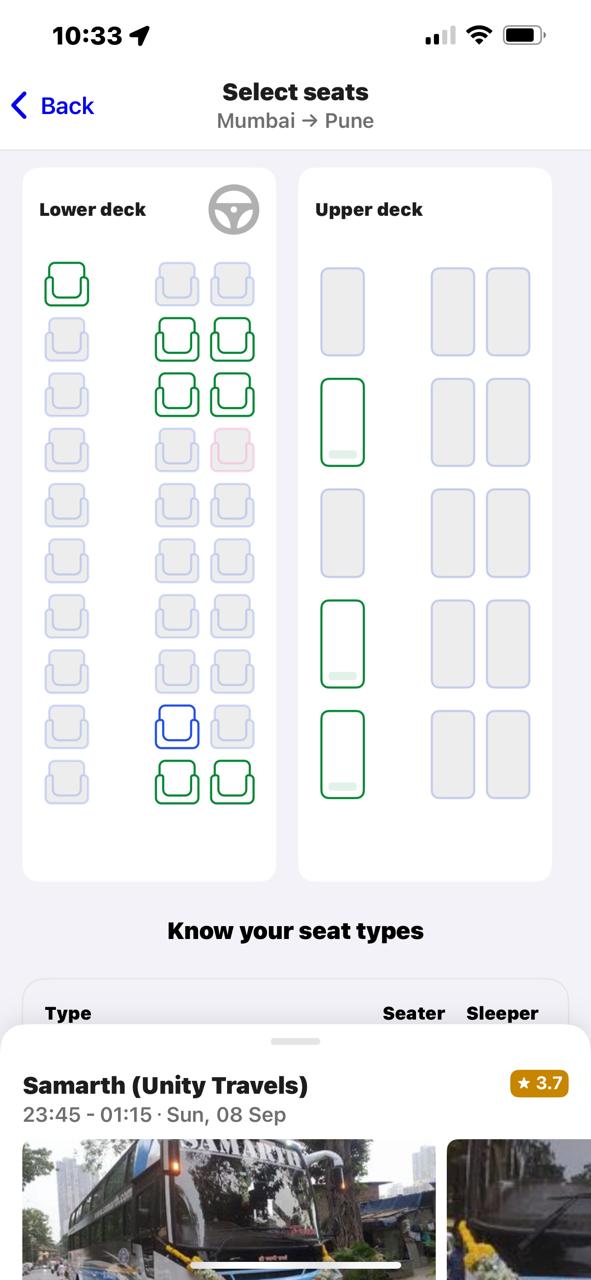 10:33
Back
Select seats
Mumbai → Pune
Lower deck
Upper deck
Know your seat types
Type Seater Sleeper
Samarth (Unity Travels)
★ 3.7
23:45 - 01:15 · Sun, 08 Sep
SAMARTH